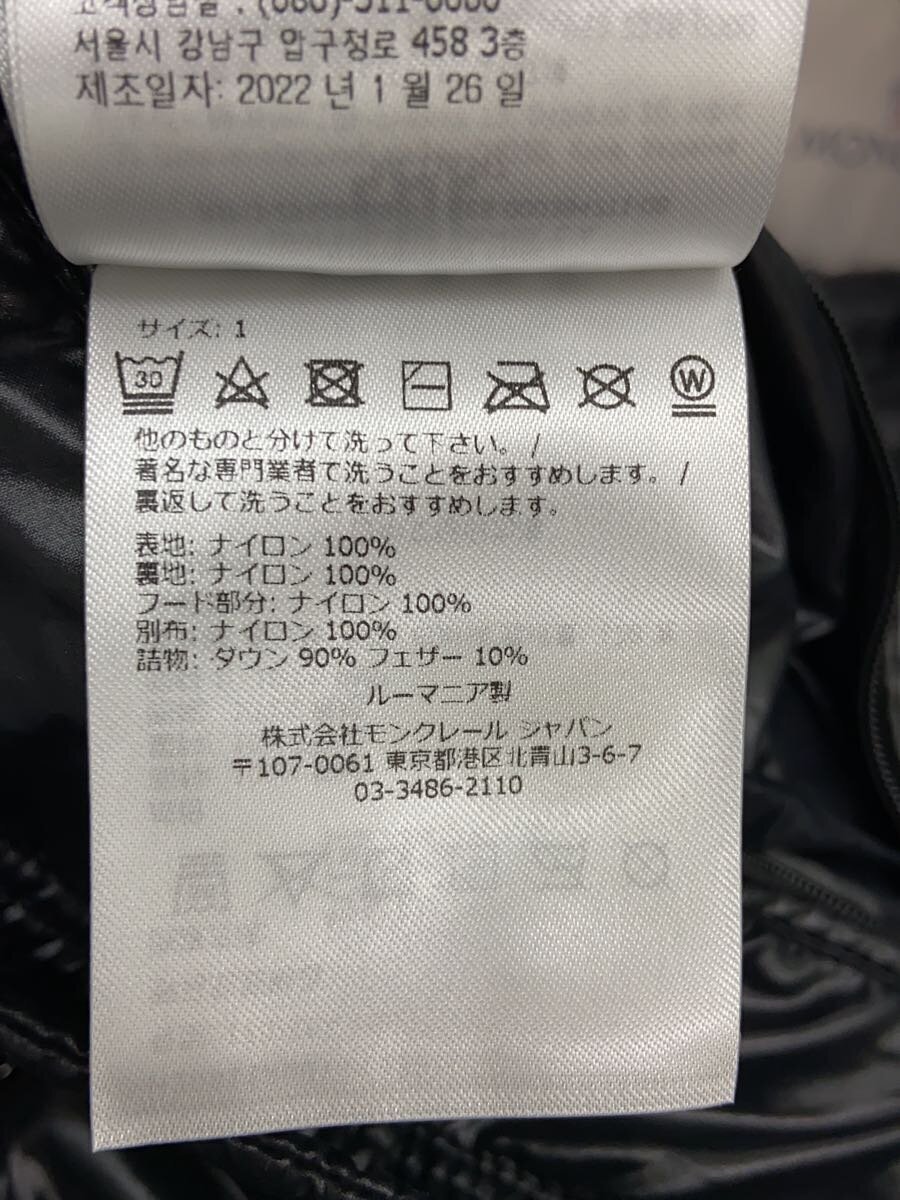 고객상담실 : (080)-511-0080
서울시 강남구 압구정로 458 3층
제조일자: 2022 년 1 월 26 일
サイズ: 1
30
W
他のものと分けて洗って下さい。 /
著名な専門業者で洗うことをおすすめします。 /
裏返して洗うことをおすすめします。
表地: ナイロン 100%
裏地: ナイロン 100%
フード部分: ナイロン 100%
別布: ナイロン 100%
詰物: ダウン 90% フェザー 10%
ルーマニア製
株式会社モンクレール ジャパン
〒107-0061 東京都港区北青山3-6-7
03-3486-2110